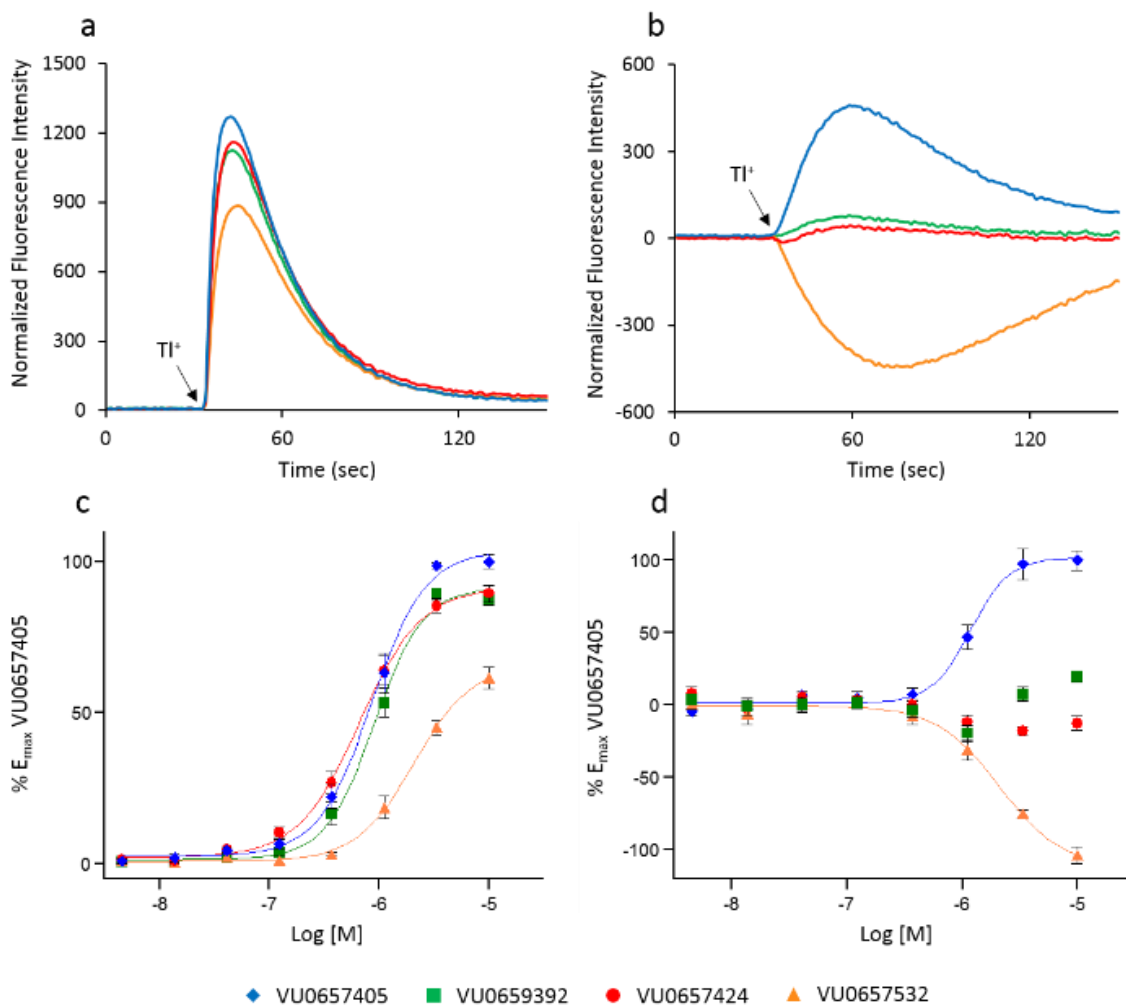 a
1500
1200
900
600
300
0
Normalized Fluorescence Intensity
Tl⁺
0
60
120
Time (sec)
b
600
300
0
-300
-600
Normalized Fluorescence Intensity
Tl⁺
0
60
120
Time (sec)
c
100
50
0
% Emax VU0657405
-8
-7
-6
-5
Log [M]
d
100
50
0
-50
-100
% Emax VU0657405
-8
-7
-6
-5
Log [M]
VU0657405 VU0659392 VU0657424 VU0657532